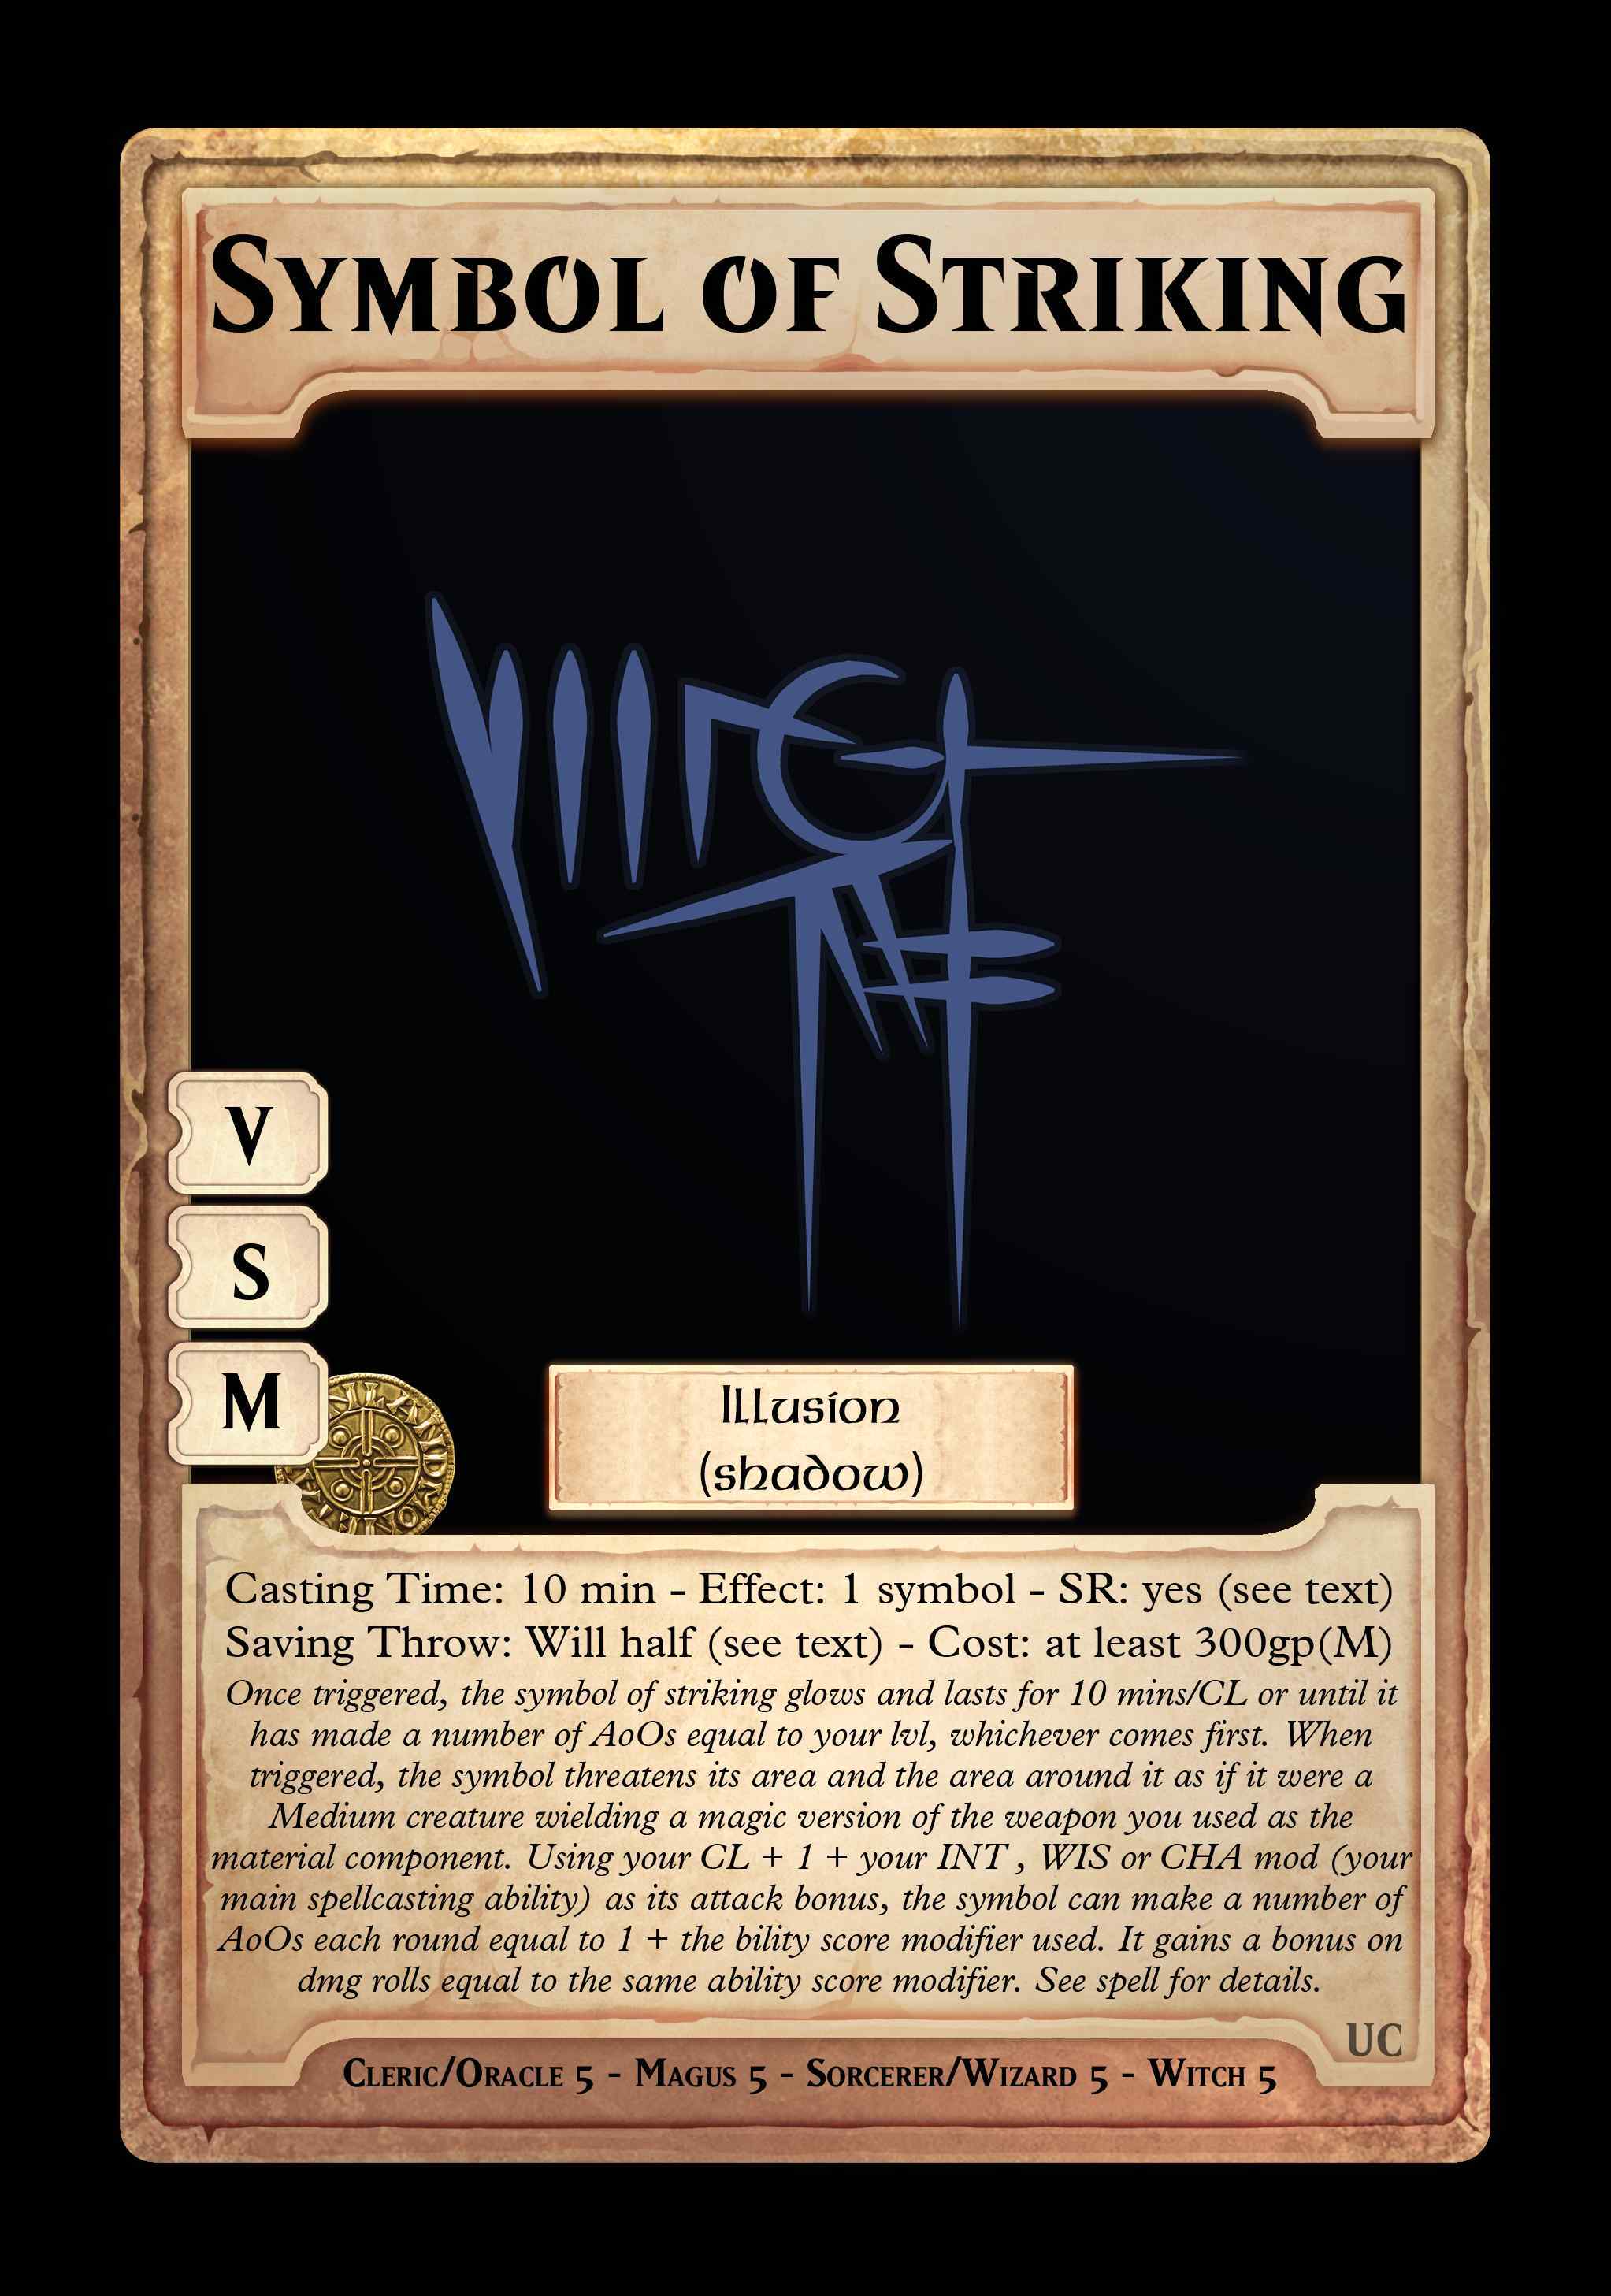 Symbol of Striking
V
S
M
Illusion
(shadow)
Casting Time: 10 min - Effect: 1 symbol - SR: yes (see text)
Saving Throw: Will half (see text) - Cost: at least 300gp(M)
Once triggered, the symbol of striking glows and lasts for 10 mins/CL or until it
has made a number of AoOs equal to your lvl, whichever comes first. When
triggered, the symbol threatens its area and the area around it as if it were a
Medium creature wielding a magic version of the weapon you used as the
material component. Using your CL + 1 + your INT , WIS or CHA mod (your
main spellcasting ability) as its attack bonus, the symbol can make a number of
AoOs each round equal to 1 + the bility score modifier used. It gains a bonus on
dmg rolls equal to the same ability score modifier. See spell for details.
UC
Cleric/Oracle 5 - Magus 5 - Sorcerer/Wizard 5 - Witch 5